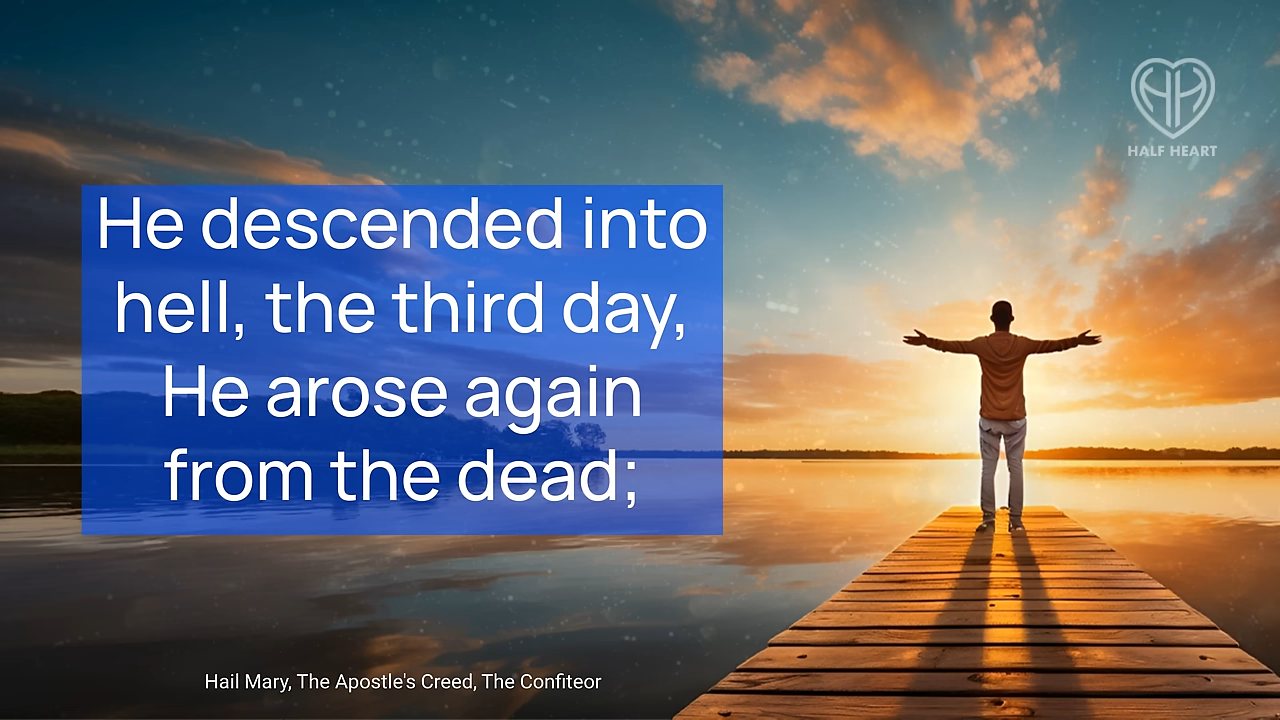 HALF HEART
He descended into
hell, the third day,
He arose again
from the dead;
Hail Mary, The Apostle's Creed, The Confiteor